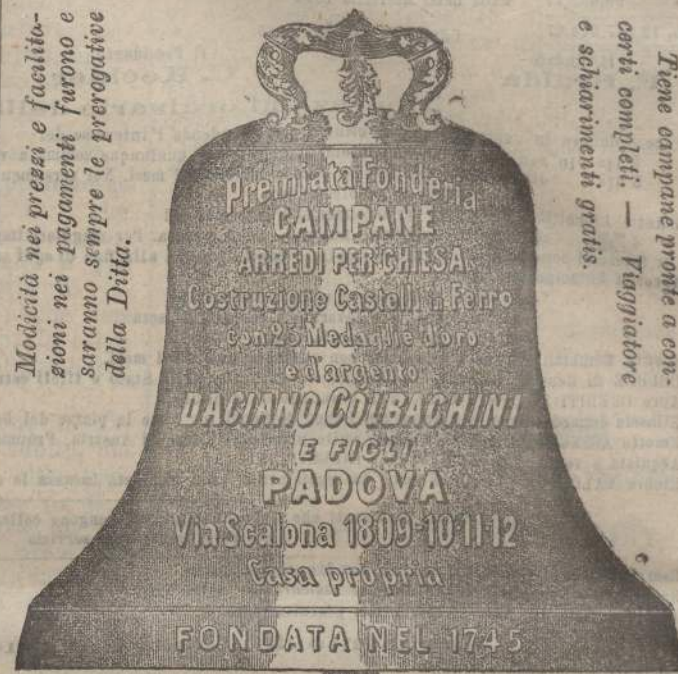 Modicità nei prezzi e facilita-
zioni nei pagamenti furono e
saranno sempre le prerogative
della Ditta.
Premiata Fonderia
CAMPANE
ARREDI PER CHIESA
Costruzione Castelli in Ferro
con 25 Medaglie d'oro
e d'argento
DACIANO COLBACHINI
E FIGLI
PADOVA
Via Scalona 1809-10-11-12
Casa propria
FONDATA NEL 1745
Tiene campane pronte a con-
certi completi. — Viaggiatore
e schiarimenti gratis.